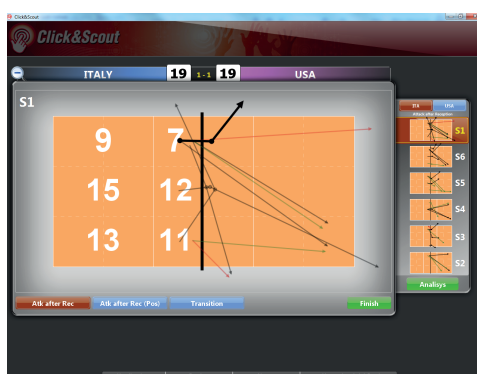 Click&Scout
Click&Scout
ITALY 19 1 - 1 19 USA
S1
9 7
15 12
13 11
ITA USA
Attack after Reception
S1
S6
S5
S4
S3
S2
Analisys
Atk after Rec Atk after Rec (Pos) Transition Finish